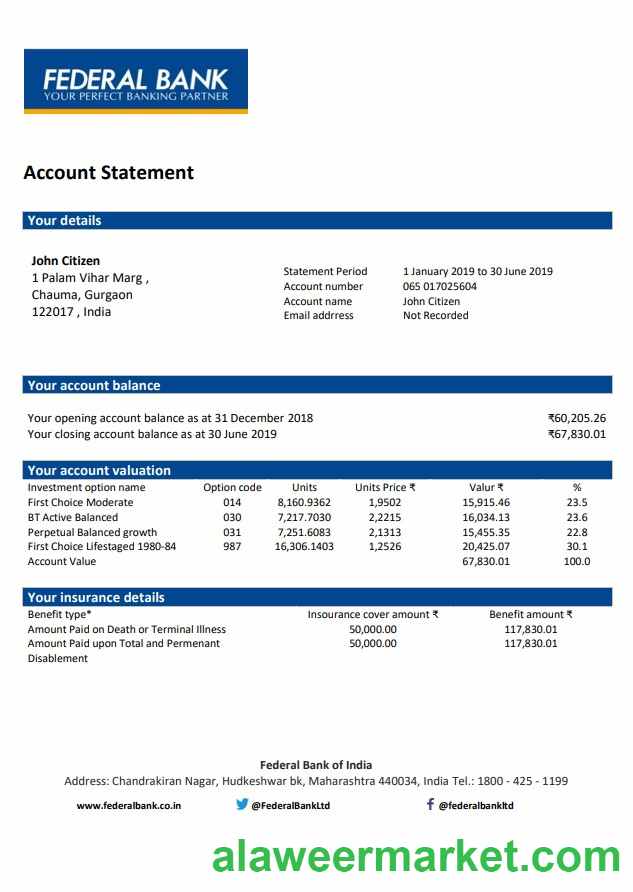 FEDERAL BANK
YOUR PERFECT BANKING PARTNER
Account Statement
Your details
John Citizen
1 Palam Vihar Marg ,
Chauma, Gurgaon
122017 , India
Statement Period 1 January 2019 to 30 June 2019
Account number 065 017025604
Account name John Citizen
Email addrress Not Recorded
Your account balance
Your opening account balance as at 31 December 2018 ₹60,205.26
Your closing account balance as at 30 June 2019 ₹67,830.01
Your account valuation
Investment option name Option code Units Units Price ₹ Valur ₹ %
First Choice Moderate 014 8,160.9362 1,9502 15,915.46 23.5
BT Active Balanced 030 7,217.7030 2,2215 16,034.13 23.6
Perpetual Balanced growth 031 7,251.6083 2,1313 15,455.35 22.8
First Choice Lifestaged 1980-84 987 16,306.1403 1,2526 20,425.07 30.1
Account Value 67,830.01 100.0
Your insurance details
Benefit type* Insourance cover amount ₹ Benefit amount ₹
Amount Paid on Death or Terminal Illness 50,000.00 117,830.01
Amount Paid upon Total and Permenant 50,000.00 117,830.01
Disablement
Federal Bank of India
Address: Chandrakiran Nagar, Hudkeshwar bk, Maharashtra 440034, India Tel.: 1800 - 425 - 1199
www.federalbank.co.in @FederalBankLtd @federalbankltd
alaweermarket.com